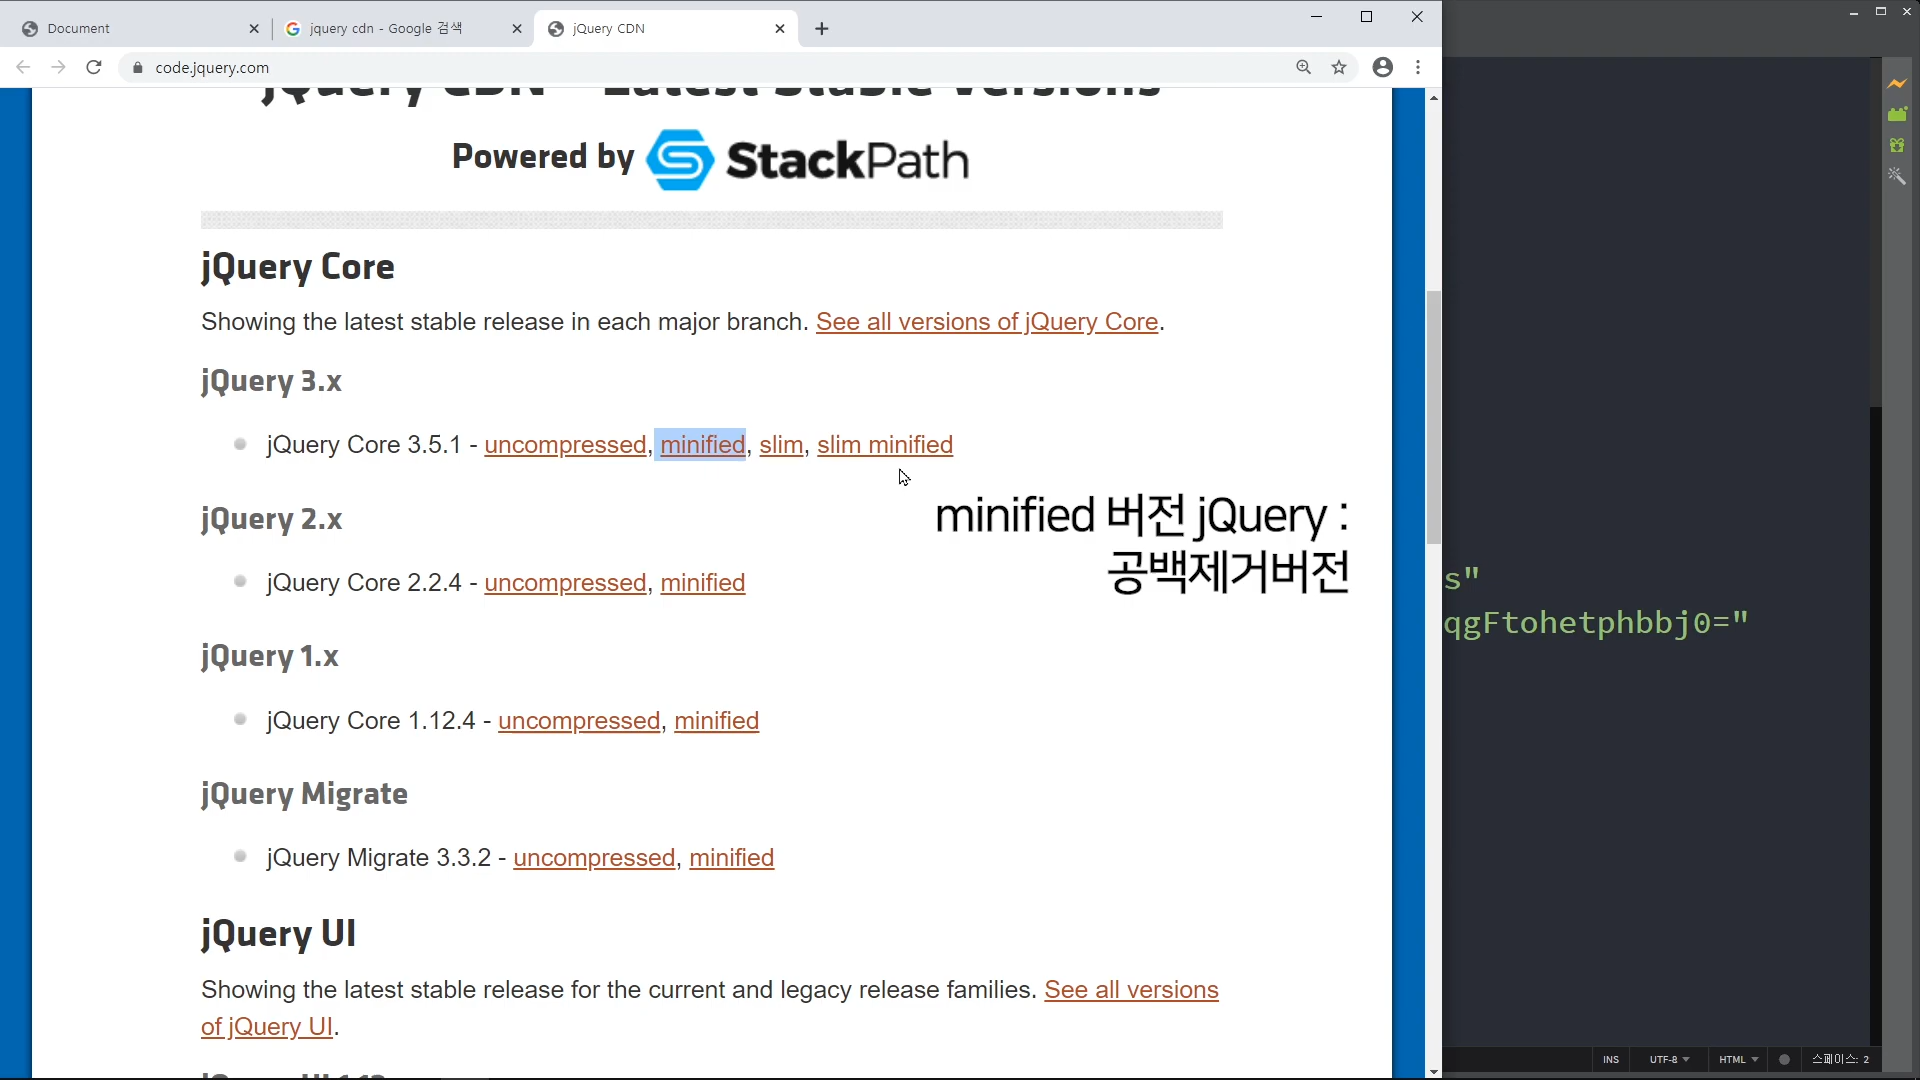 Document
jquery cdn - Google 검색
jQuery CDN
code.jquery.com
jQuery CDN – Latest Stable Versions
Powered by StackPath
jQuery Core
Showing the latest stable release in each major branch. See all versions of jQuery Core.
jQuery 3.x
jQuery Core 3.5.1 - uncompressed, minified, slim, slim minified
minified 버전 jQuery :
공백제거버전
jQuery 2.x
jQuery Core 2.2.4 - uncompressed, minified
s"
qgFtohetphbbj0="
jQuery 1.x
jQuery Core 1.12.4 - uncompressed, minified
jQuery Migrate
jQuery Migrate 3.3.2 - uncompressed, minified
jQuery UI
Showing the latest stable release for the current and legacy release families. See all versions
of jQuery UI.
INS
UTF-8
HTML
스페이스: 2